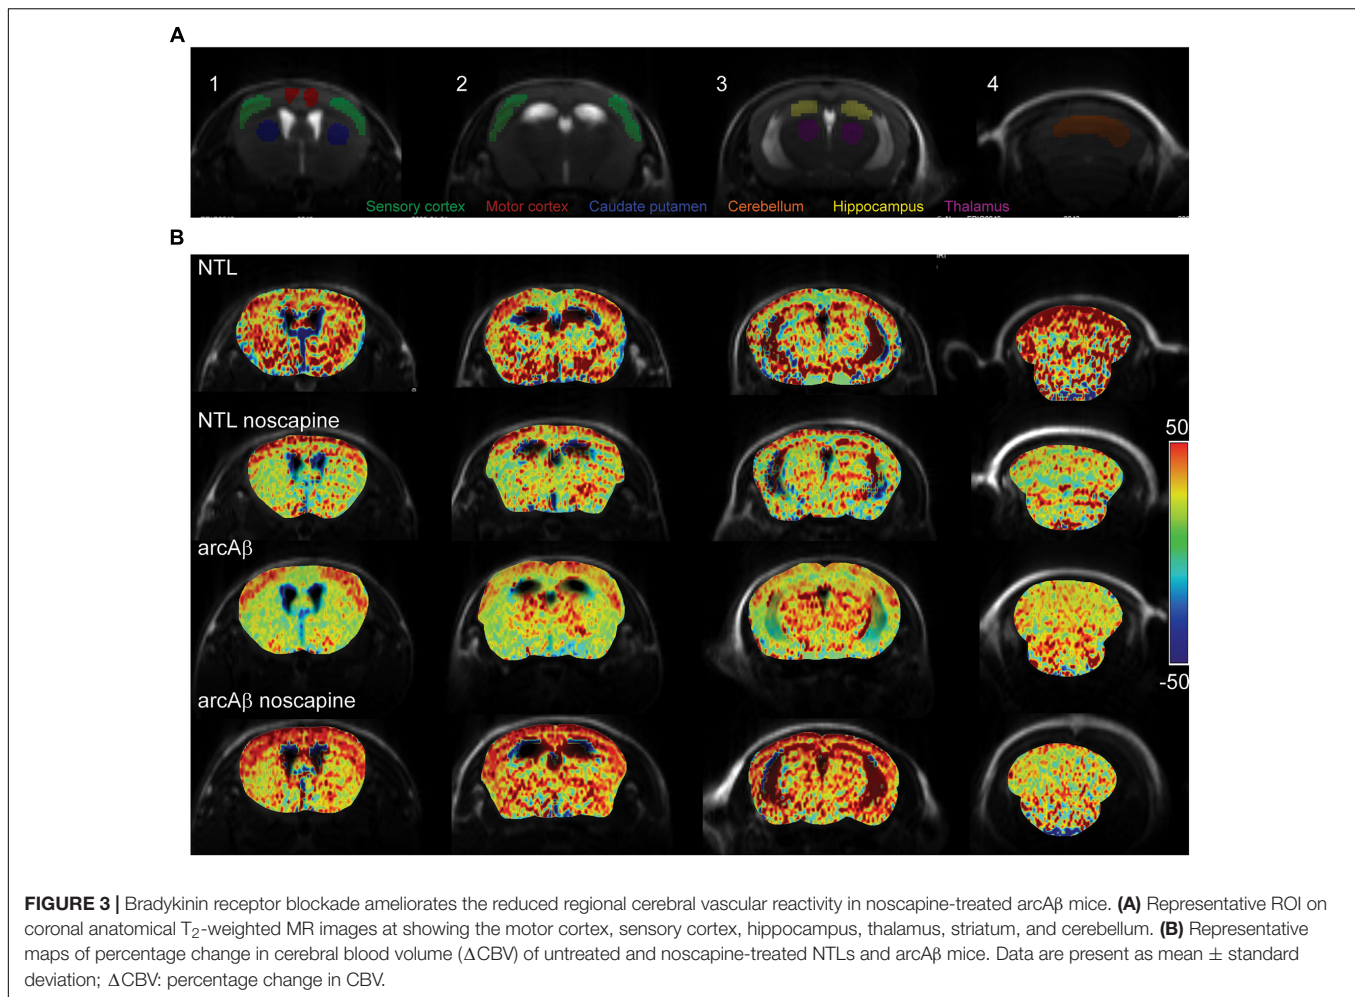 A
1
2
3
4
Sensory cortex Motor cortex Caudate putamen Cerebellum Hippocampus Thalamus
B
NTL
NTL noscapine
50
arcAβ
-50
arcAβ noscapine
FIGURE 3 | Bradykinin receptor blockade ameliorates the reduced regional cerebral vascular reactivity in noscapine-treated arcAβ mice. (A) Representative ROI on
coronal anatomical T2-weighted MR images at showing the motor cortex, sensory cortex, hippocampus, thalamus, striatum, and cerebellum. (B) Representative
maps of percentage change in cerebral blood volume (ΔCBV) of untreated and noscapine-treated NTLs and arcAβ mice. Data are present as mean ± standard
deviation; ΔCBV: percentage change in CBV.